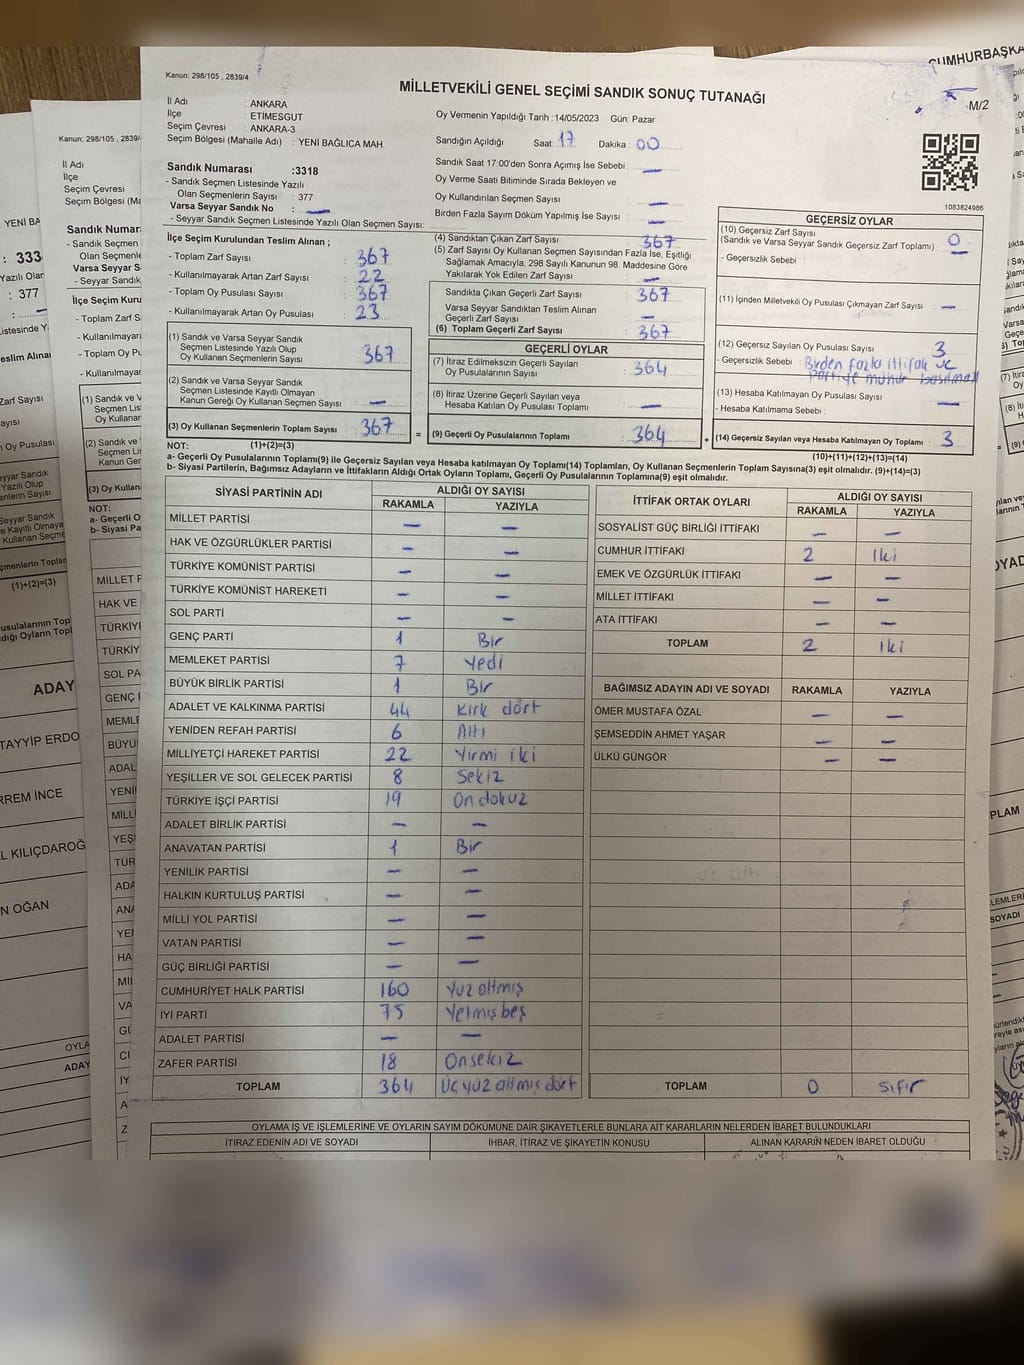 CUMHURBAŞKA
Kanun: 298/105 , 2839/4
MİLLETVEKİLİ GENEL SEÇİMİ SANDIK SONUÇ TUTANAĞI
M/2
İl Adı : ANKARA
İlçe : ETİMESGUT
Seçim Çevresi : ANKARA-3
Seçim Bölgesi (Mahalle Adı) : YENİ BAĞLICA MAH.
Oy Vermenin Yapıldığı Tarih :14/05/2023 Gün: Pazar
Sandığın Açıldığı Saat: 17 Dakika : 00
Sandık Saat 17:00'den Sonra Açımış İse Sebebi : —
Oy Verme Saati Bitiminde Sırada Bekleyen ve
Oy Kullandırılan Seçmen Sayısı : —
Birden Fazla Sayım Döküm Yapılmış İse Sayısı : —
Sandık Numarası :3318
- Sandık Seçmen Listesinde Yazılı
Olan Seçmenlerin Sayısı : 377
Varsa Seyyar Sandık No : —
- Seyyar Sandık Seçmen Listesinde Yazılı Olan Seçmen Sayısı:
1083824986
İlçe Seçim Kurulundan Teslim Alınan ;
- Toplam Zarf Sayısı : 367
- Kullanılmayarak Artan Zarf Sayısı : 22
- Toplam Oy Pusulası Sayısı : 367
- Kullanılmayarak Artan Oy Pusulası : 23
(1) Sandık ve Varsa Seyyar Sandık
Seçmen Listesinde Yazılı Olup
Oy Kullanan Seçmenlerin Sayısı : 367
(2) Sandık ve Varsa Seyyar Sandık
Seçmen Listesinde Kayıtlı Olmayan
Kanun Gereği Oy Kullanan Seçmen Sayısı : —
(3) Oy Kullanan Seçmenlerin Toplam Sayısı : 367
(4) Sandıktan Çıkan Zarf Sayısı : 367
(5) Zarf Sayısı Oy Kullanan Seçmen Sayısından Fazla İse, Eşitliği
Sağlamak Amacıyla, 298 Sayılı Kanunun 98. Maddesine Göre
Yakılarak Yok Edilen Zarf Sayısı : —
Sandıkta Çıkan Geçerli Zarf Sayısı : 367
Varsa Seyyar Sandıktan Teslim Alınan
Geçerli Zarf Sayısı : —
(6) Toplam Geçerli Zarf Sayısı : 367
GEÇERLİ OYLAR
(7) İtiraz Edilmeksizin Geçerli Sayılan
Oy Pusulalarının Sayısı : 364
(8) İtiraz Üzerine Geçerli Sayılan veya
Hesaba Katılan Oy Pusulası Toplamı : —
= (9) Geçerli Oy Pusulalarının Toplamı : 364
GEÇERSİZ OYLAR
(10) Geçersiz Zarf Sayısı
(Sandık ve Varsa Seyyar Sandık Geçersiz Zarf Toplamı) : 0
- Geçersizlik Sebebi : —
(11) İçinden Milletvekili Oy Pusulası Çıkmayan Zarf Sayısı : —
(12) Geçersiz Sayılan Oy Pusulası Sayısı : 3
- Geçersizlik Sebebi : Birden fazla ittifak ve
partiye mühür basılması
(13) Hesaba Katılmayan Oy Pusulası Sayısı : —
- Hesaba Katılmama Sebebi :
+ (14) Geçersiz Sayılan veya Hesaba Katılmayan Oy Toplamı : 3
NOT: (1)+(2)=(3) (10)+(11)+(12)+(13)=(14)
a- Geçerli Oy Pusulalarının Toplamı(9) ile Geçersiz Sayılan veya Hesaba katılmayan Oy Toplamı(14) Toplamları, Oy Kullanan Seçmenlerin Toplam Sayısına(3) eşit olmalıdır. (9)+(14)=(3)
b- Siyasi Partilerin, Bağımsız Adayların ve İttifakların Aldığı Ortak Oyların Toplamı, Geçerli Oy Pusulalarının Toplamına(9) eşit olmalıdır.
SİYASİ PARTİNİN ADI ALDIĞI OY SAYISI
RAKAMLA YAZIYLA
MİLLET PARTİSİ — —
HAK VE ÖZGÜRLÜKLER PARTİSİ — —
TÜRKİYE KOMÜNİST PARTİSİ — —
TÜRKİYE KOMÜNİST HAREKETİ — —
SOL PARTİ — —
GENÇ PARTİ 1 Bir
MEMLEKET PARTİSİ 7 Yedi
BÜYÜK BİRLİK PARTİSİ 1 Bir
ADALET VE KALKINMA PARTİSİ 44 Kırk dört
YENİDEN REFAH PARTİSİ 6 Altı
MİLLİYETÇİ HAREKET PARTİSİ 22 Yirmi iki
YEŞİLLER VE SOL GELECEK PARTİSİ 8 Sekiz
TÜRKİYE İŞÇİ PARTİSİ 19 On dokuz
ADALET BİRLİK PARTİSİ — —
ANAVATAN PARTİSİ 1 Bir
YENİLİK PARTİSİ — —
HALKIN KURTULUŞ PARTİSİ — —
MİLLİ YOL PARTİSİ — —
VATAN PARTİSİ — —
GÜÇ BİRLİĞİ PARTİSİ — —
CUMHURİYET HALK PARTİSİ 160 Yüz altmış
İYİ PARTİ 75 Yetmiş beş
ADALET PARTİSİ — —
ZAFER PARTİSİ 18 Onsekiz
TOPLAM 364 Üç yüz altmış dört
İTTİFAK ORTAK OYLARI ALDIĞI OY SAYISI
RAKAMLA YAZIYLA
SOSYALİST GÜÇ BİRLİĞİ İTTİFAKI — —
CUMHUR İTTİFAKI 2 İki
EMEK VE ÖZGÜRLÜK İTTİFAKI — —
MİLLET İTTİFAKI — —
ATA İTTİFAKI — —
TOPLAM 2 İki
BAĞIMSIZ ADAYIN ADI VE SOYADI RAKAMLA YAZIYLA
ÖMER MUSTAFA ÖZAL — —
ŞEMSEDDİN AHMET YAŞAR — —
ÜLKÜ GÜNGÖR — —
TOPLAM 0 Sıfır
OYLAMA İŞ VE İŞLEMLERİNE VE OYLARIN SAYIM DÖKÜMÜNE DAİR ŞİKAYETLERLE BUNLARA AİT KARARLARIN NELERDEN İBARET BULUNDUKLARI
İTİRAZ EDENİN ADI VE SOYADI İHBAR, İTİRAZ VE ŞİKAYETİN KONUSU ALINAN KARARIN NEDEN İBARET OLDUĞU